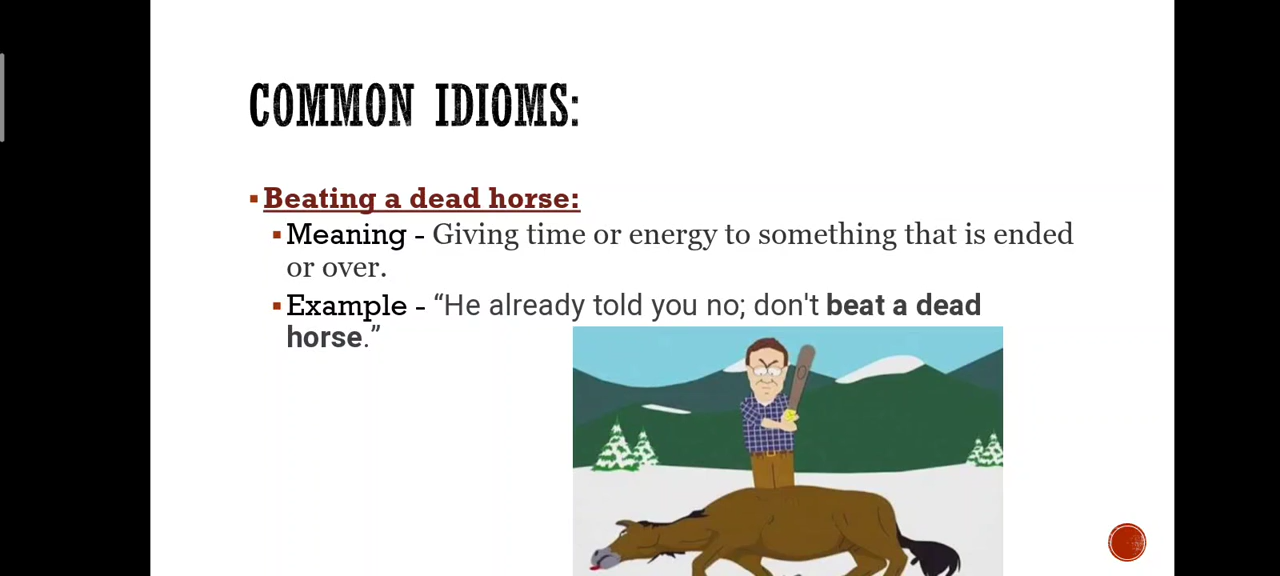 COMMON IDIOMS:
Beating a dead horse:
Meaning - Giving time or energy to something that is ended
or over.
Example - “He already told you no; don't beat a dead
horse.”